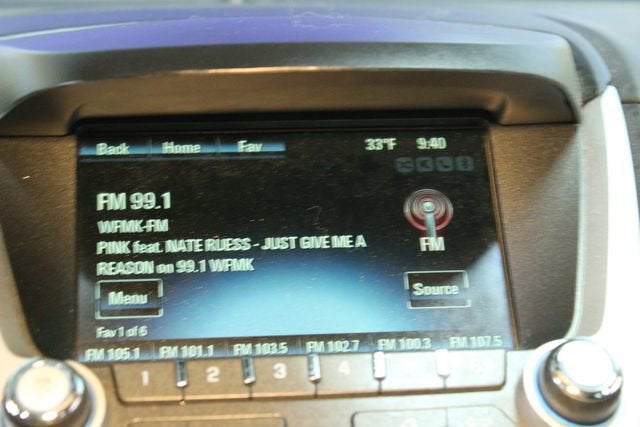 Back Home Fav 33°F 9:40
FM 99.1
WFMK-FM
PINK feat. NATE RUESS - JUST GIVE ME A
REASON on 99.1 WFMK
FM
Menu Source
Fav 1 of 6
FM 105.1 FM 101.1 FM 103.5 FM 102.7 FM 100.3 FM 107.5
1 2 3 4